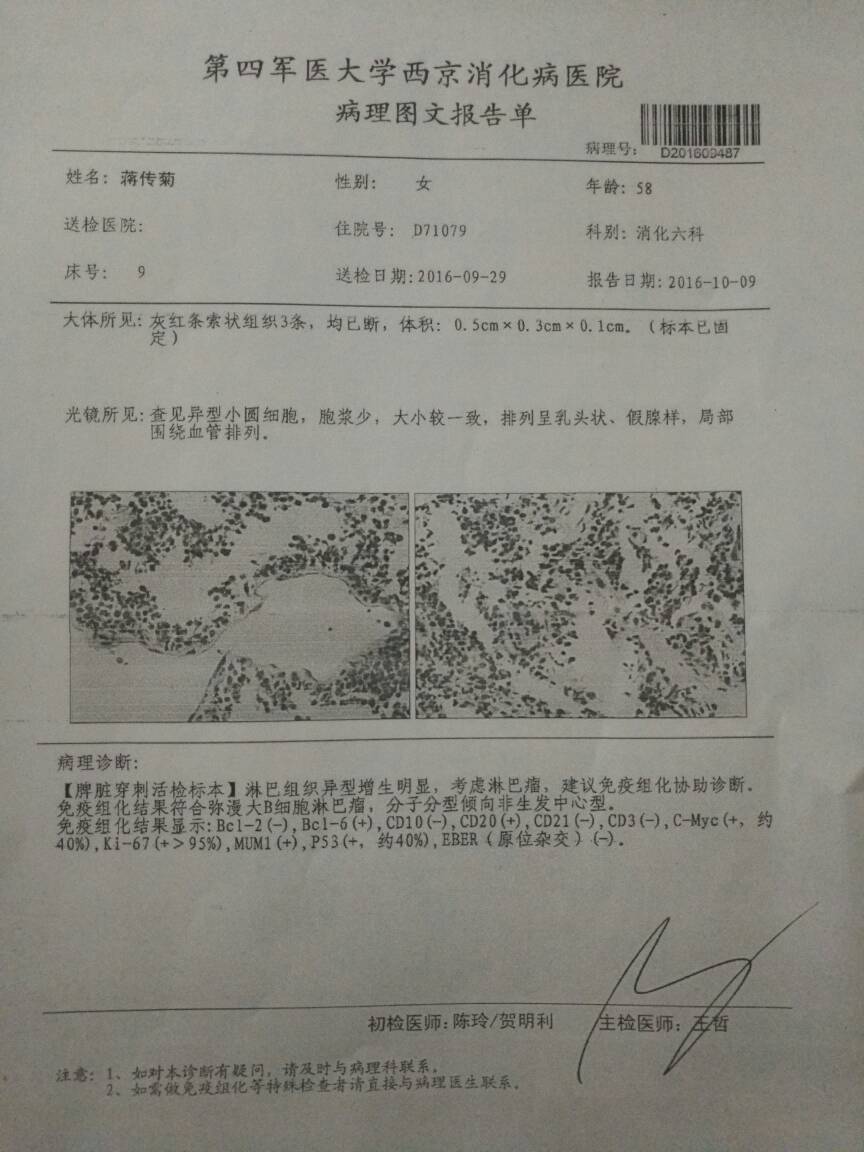 第四军医大学西京消化病医院
病理图文报告单
病理号: D201609487
姓名: 蒋传菊 性别: 女 年龄: 58
送检医院: 住院号: D71079 科别: 消化六科
床号: 9 送检日期:2016-09-29 报告日期:2016-10-09
大体所见:灰红条索状组织3条，均已断，体积: 0.5cm×0.3cm×0.1cm。（标本已固
定）
光镜所见:查见异型小圆细胞，胞浆少，大小较一致，排列呈乳头状、假腺样，局部
围绕血管排列。
病理诊断:
【脾脏穿刺活检标本】淋巴组织异型增生明显，考虑淋巴瘤，建议免疫组化协助诊断。
免疫组化结果符合弥漫大B细胞淋巴瘤，分子分型倾向非生发中心型。
免疫组化结果显示:Bcl-2(-),Bcl-6(+),CD10(-),CD20(+),CD21(-),CD3(-),C-Myc(+, 约
40%),Ki-67(+>95%),MUM1(+),P53(+, 约40%),EBER（原位杂交）(-)。
初检医师:陈玲/贺明利 主检医师:王哲
注意: 1、如对本诊断有疑问，请及时与病理科联系。
2、如需做免疫组化等特殊检查者请直接与病理医生联系。